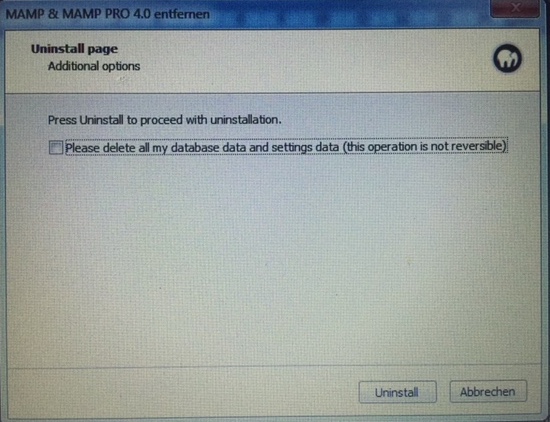 MAMP & MAMP PRO 4.0 entfernen
Uninstall page
Additional options
Press Uninstall to proceed with uninstallation.
Please delete all my database data and settings data (this operation is not reversible)
Uninstall
Abbrechen